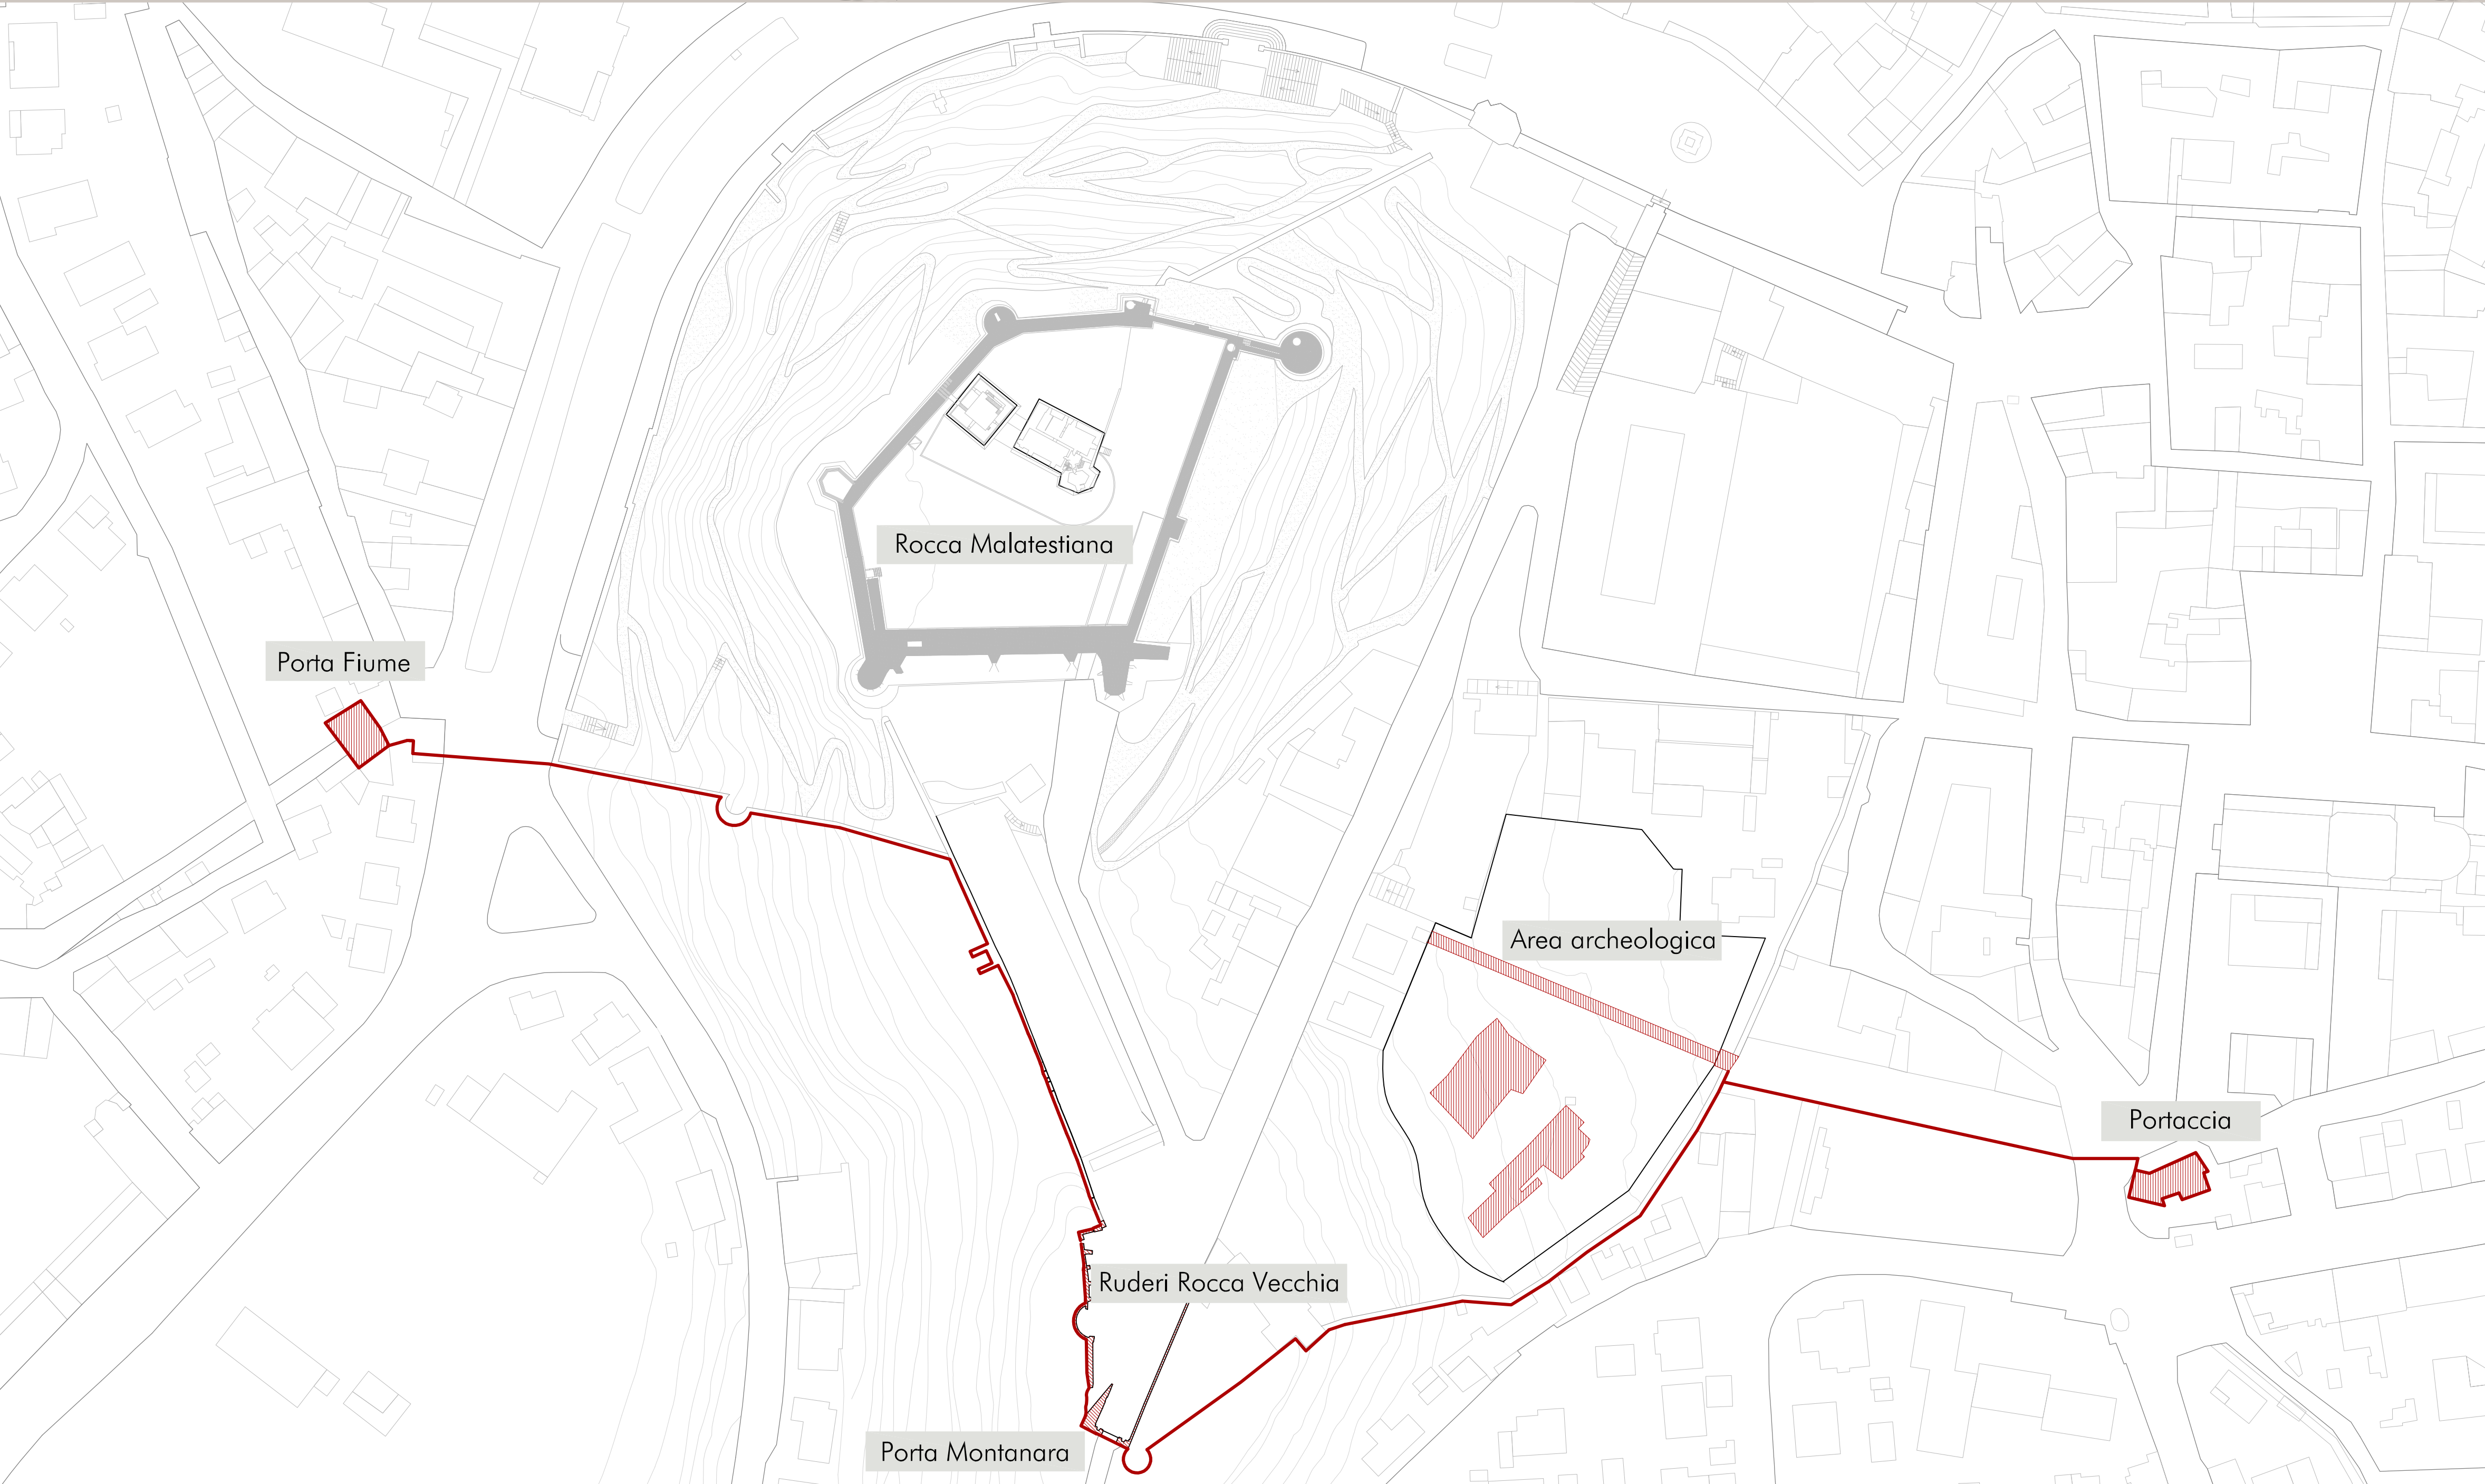 Rocca Malatestiana
Porta Fiume
Area archeologica
Portaccia
Ruderi Rocca Vecchia
Porta Montanara